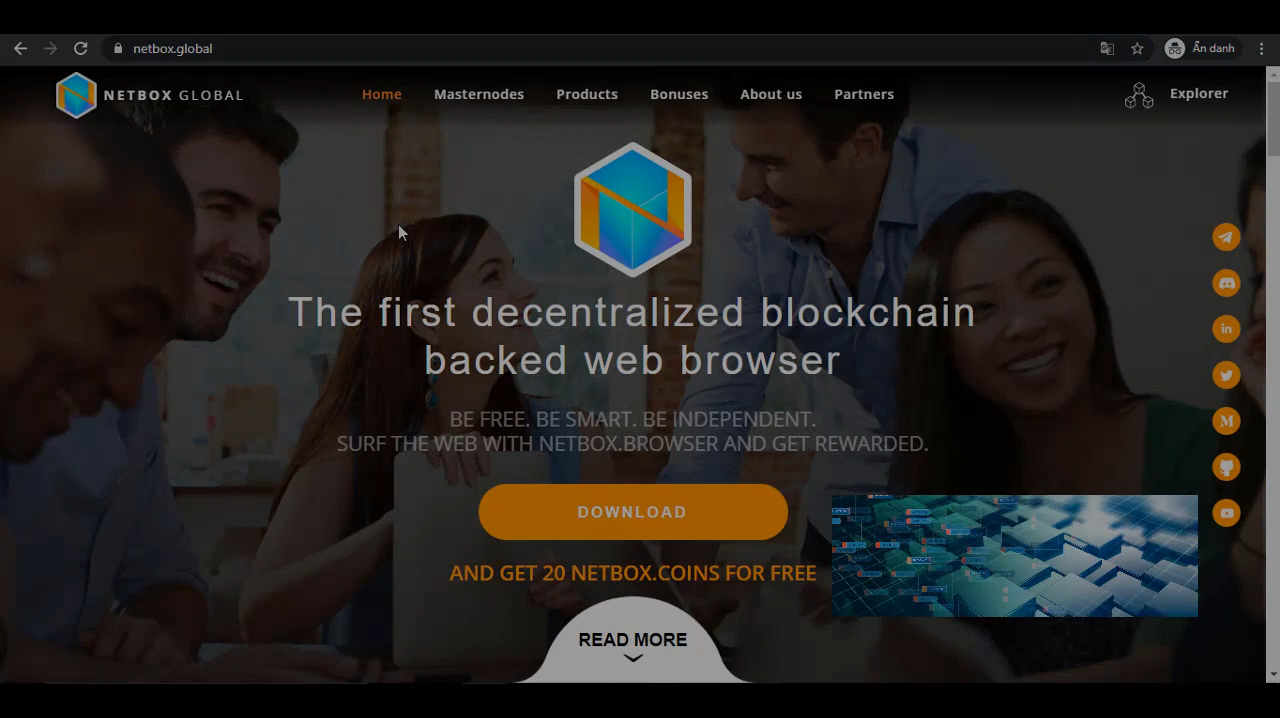 netbox.global
Ẩn danh
NETBOX GLOBAL
Home
Masternodes
Products
Bonuses
About us
Partners
Explorer
The first decentralized blockchain
backed web browser
BE FREE. BE SMART. BE INDEPENDENT.
SURF THE WEB WITH NETBOX.BROWSER AND GET REWARDED.
DOWNLOAD
AND GET 20 NETBOX.COINS FOR FREE
READ MORE